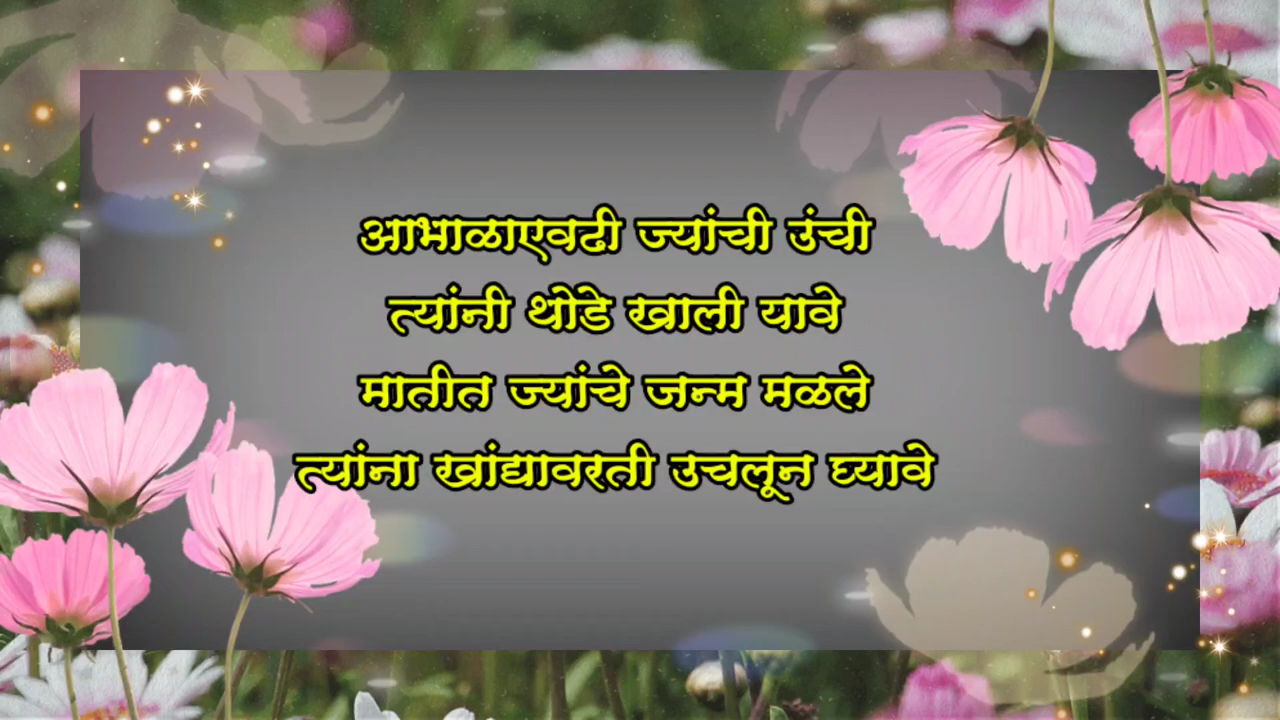 आभाळाएवढी ज्यांची उंची
त्यांनी थोडे खाली यावे
मातीत ज्यांचे जन्म मळले
त्यांना खांद्यावरती उचलून घ्यावे